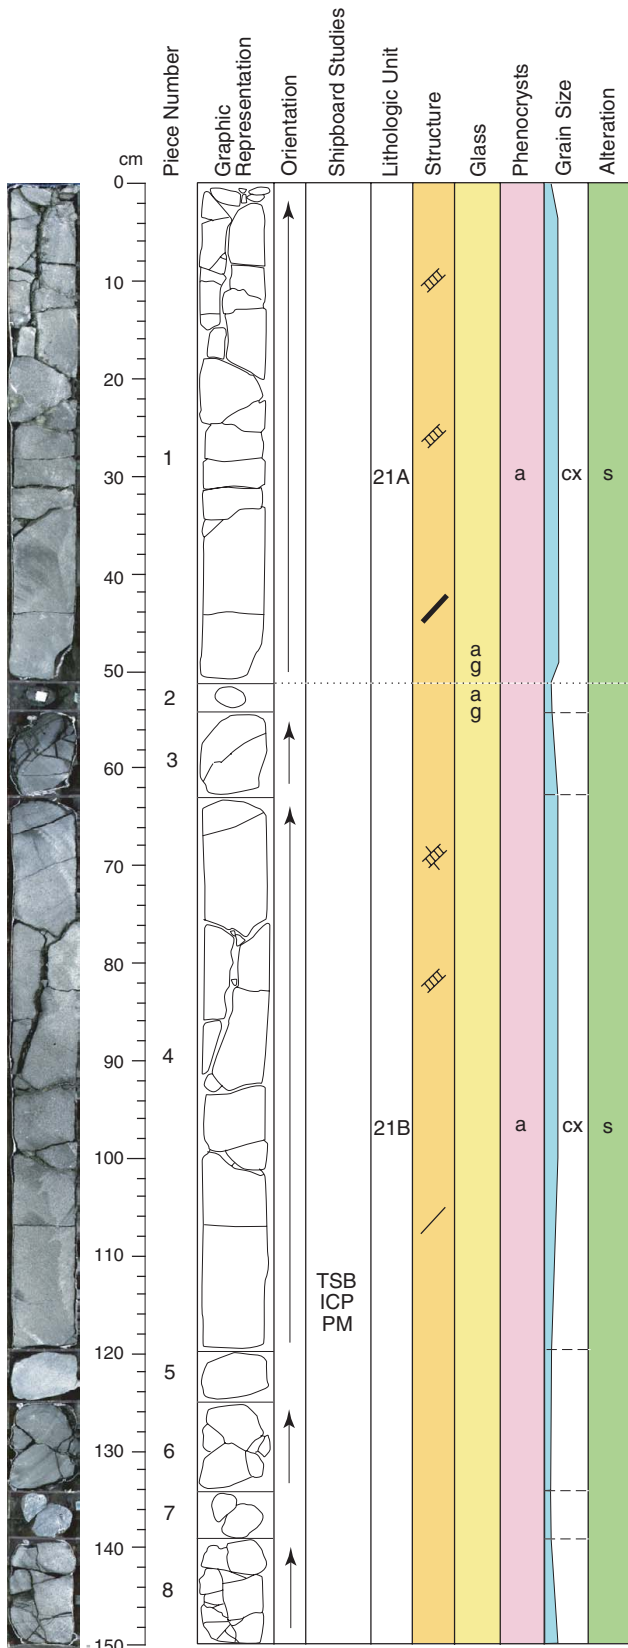 cm
Piece Number
Graphic
Representation
Orientation
Shipboard Studies
Lithologic Unit
Structure
Glass
Phenocrysts
Grain Size
Alteration
0
10
20
30
40
50
60
70
80
90
100
110
120
130
140
150
1
2
3
4
5
6
7
8
21A
a
cx
s
a
g
a
g
21B
a
cx
s
TSB
ICP
PM